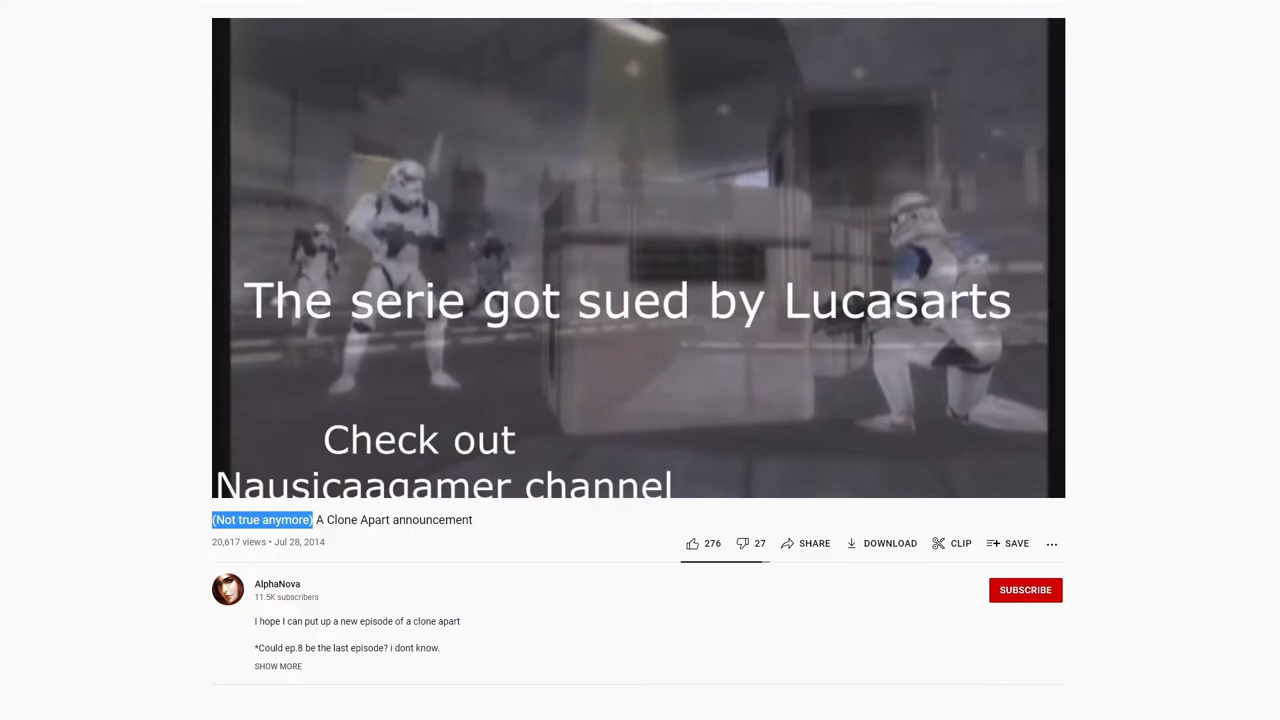 The serie got sued by Lucasarts
Check out
Nausicaagamer channel
(Not true anymore) A Clone Apart announcement
20,617 views • Jul 28, 2014
276
27
SHARE
DOWNLOAD
CLIP
SAVE
AlphaNova
11.5K subscribers
SUBSCRIBE
I hope I can put up a new episode of a clone apart
*Could ep.8 be the last episode? i dont know.
SHOW MORE